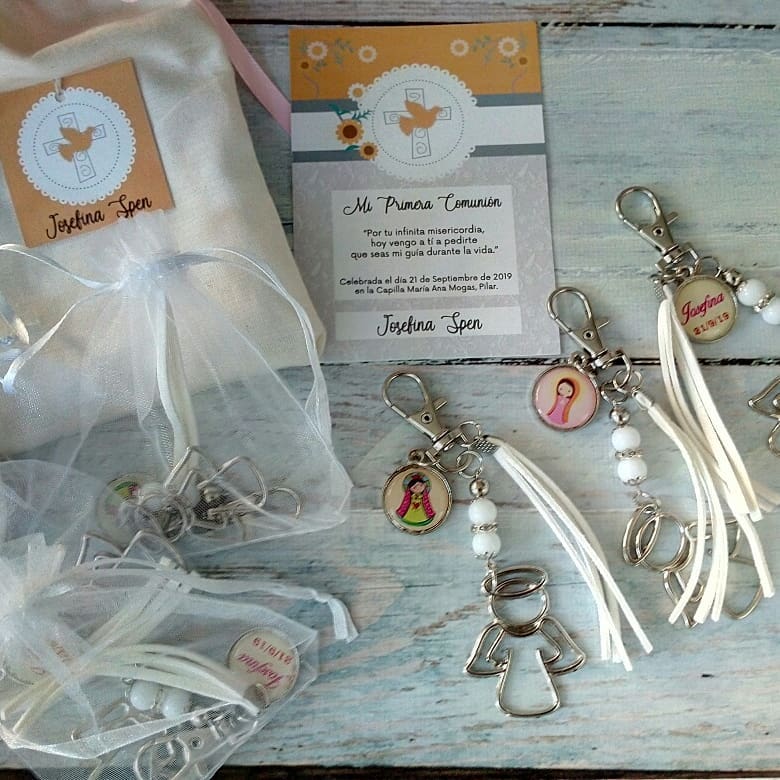 Josefina Spen
Mi Primera Comunión
"Por tu infinita misericordia,
hoy vengo a tí a pedirte
que seas mi guía durante la vida."
Celebrada el día 21 de Septiembre de 2019
en la Capilla María Ana Mogas, Pilar.
Josefina Spen
Josefina
21/9/19
Josefina
21/9/19